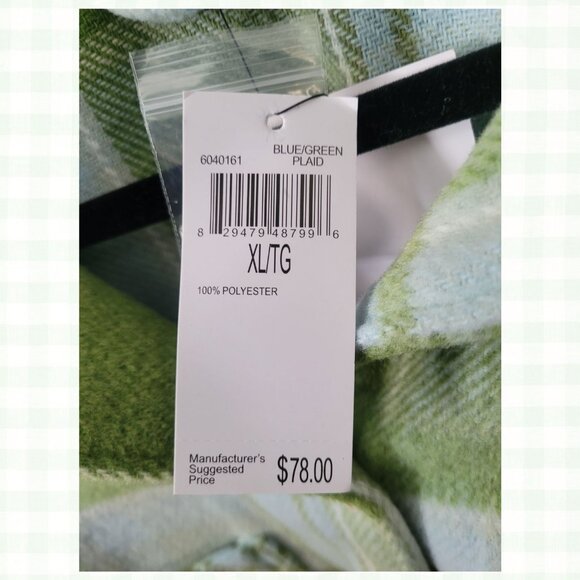 BLUE/GREEN
6040161 PLAID
8 29479 48799 6
XL/TG
100% POLYESTER
Manufacturer's
Suggested
Price
$78.00